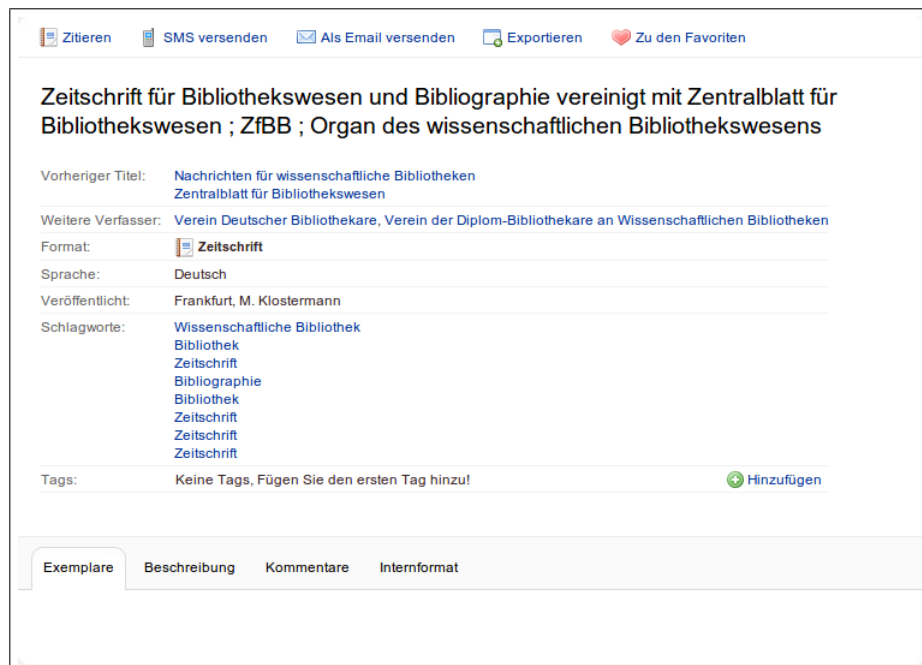 Zitieren SMS versenden Als Email versenden Exportieren Zu den Favoriten
Zeitschrift für Bibliothekswesen und Bibliographie vereinigt mit Zentralblatt für
Bibliothekswesen ; ZfBB ; Organ des wissenschaftlichen Bibliothekswesens
Vorheriger Titel: Nachrichten für wissenschaftliche Bibliotheken
Zentralblatt für Bibliothekswesen
Weitere Verfasser: Verein Deutscher Bibliothekare, Verein der Diplom-Bibliothekare an Wissenschaftlichen Bibliotheken
Format: Zeitschrift
Sprache: Deutsch
Veröffentlicht: Frankfurt, M. Klostermann
Schlagworte: Wissenschaftliche Bibliothek
Bibliothek
Zeitschrift
Bibliographie
Bibliothek
Zeitschrift
Zeitschrift
Zeitschrift
Tags: Keine Tags, Fügen Sie den ersten Tag hinzu! Hinzufügen
Exemplare Beschreibung Kommentare Internformat